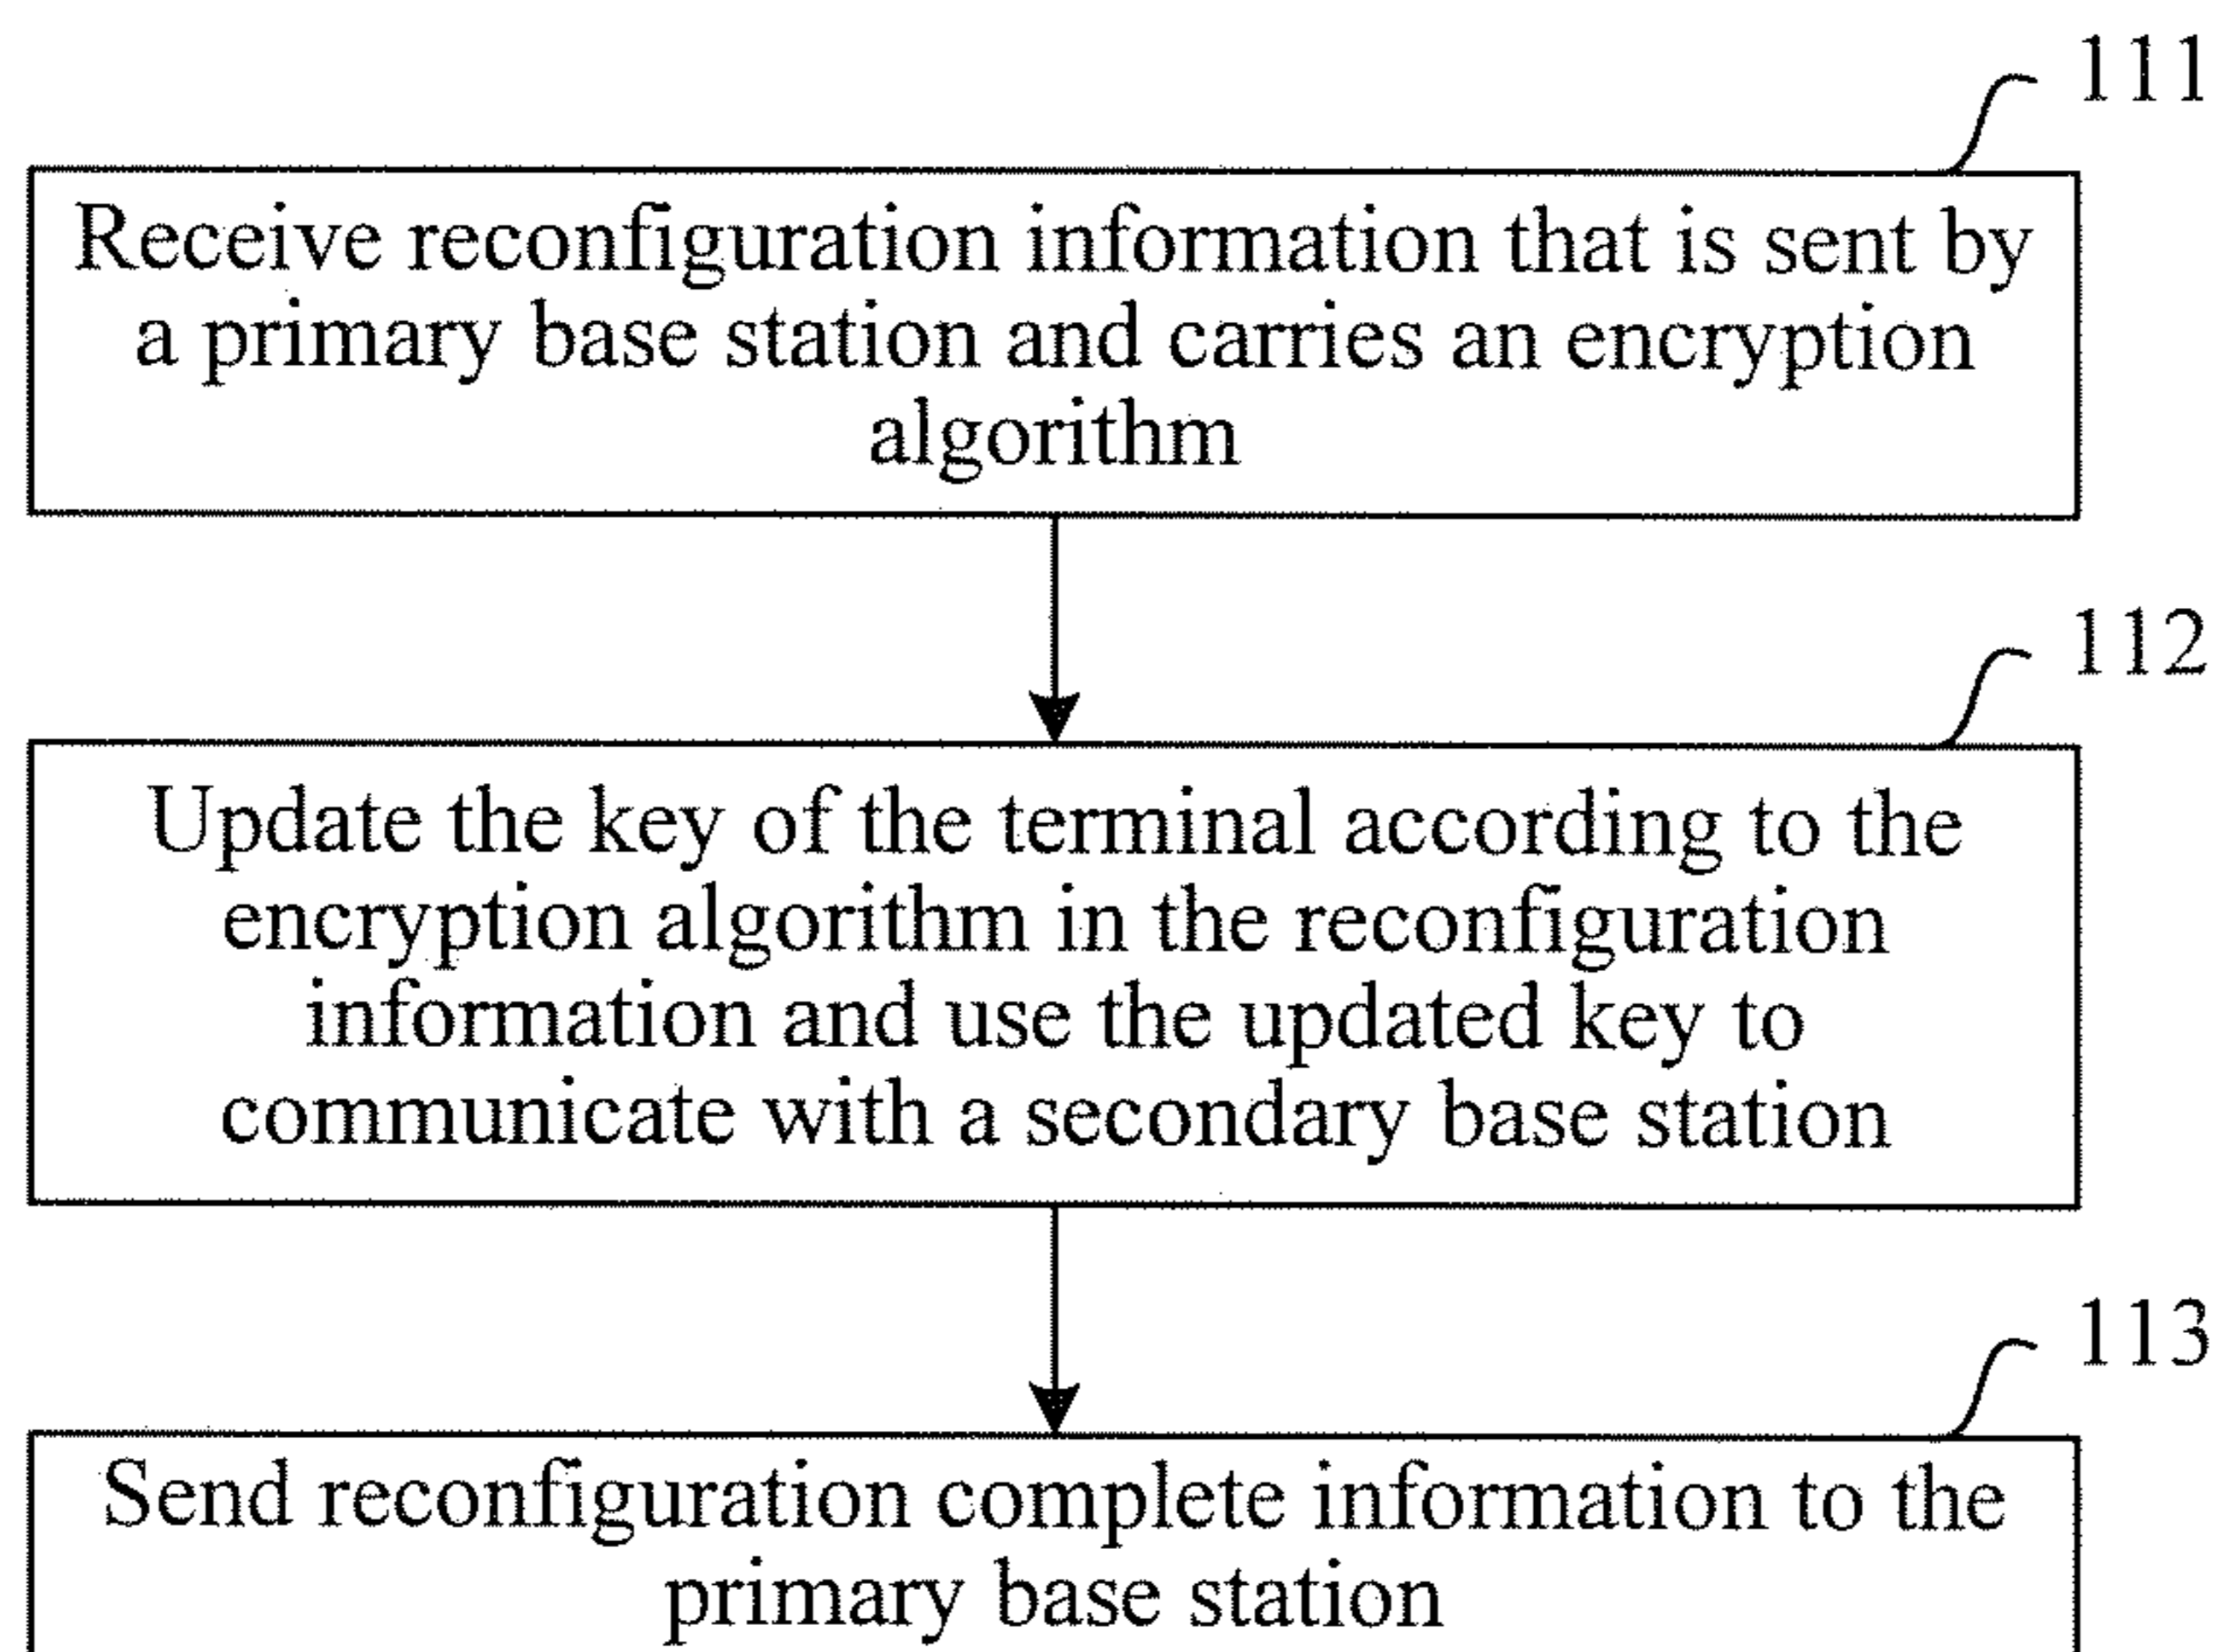 111
Receive reconfiguration information that is sent by
a primary base station and carries an encryption
algorithm
112
Update the key of the terminal according to the
encryption algorithm in the reconfiguration
information and use the updated key to
communicate with a secondary base station
113
Send reconfiguration complete information to the
primary base station